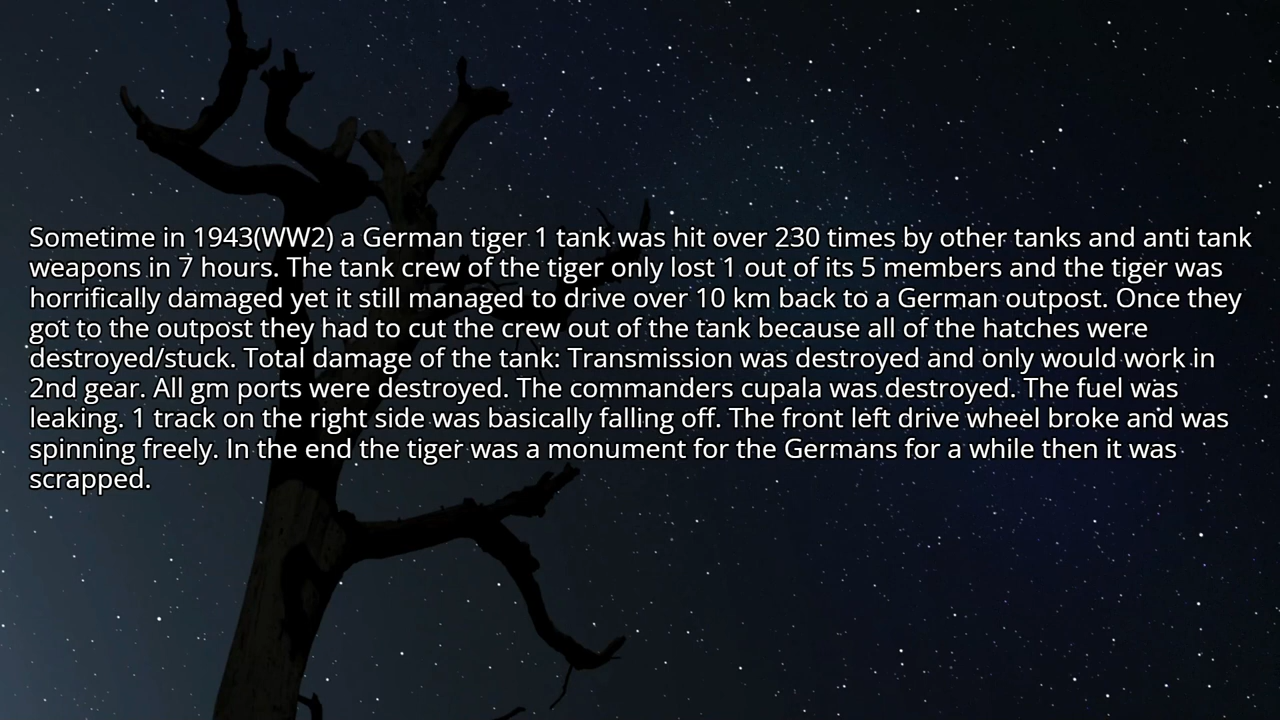 Sometime in 1943(WW2) a German tiger 1 tank was hit over 230 times by other tanks and anti tank
weapons in 7 hours. The tank crew of the tiger only lost 1 out of its 5 members and the tiger was
horrifically damaged yet it still managed to drive over 10 km back to a German outpost. Once they
got to the outpost they had to cut the crew out of the tank because all of the hatches were
destroyed/stuck. Total damage of the tank: Transmission was destroyed and only would work in
2nd gear. All gm ports were destroyed. The commanders cupala was destroyed. The fuel was
leaking. 1 track on the right side was basically falling off. The front left drive wheel broke and was
spinning freely. In the end the tiger was a monument for the Germans for a while then it was
scrapped.